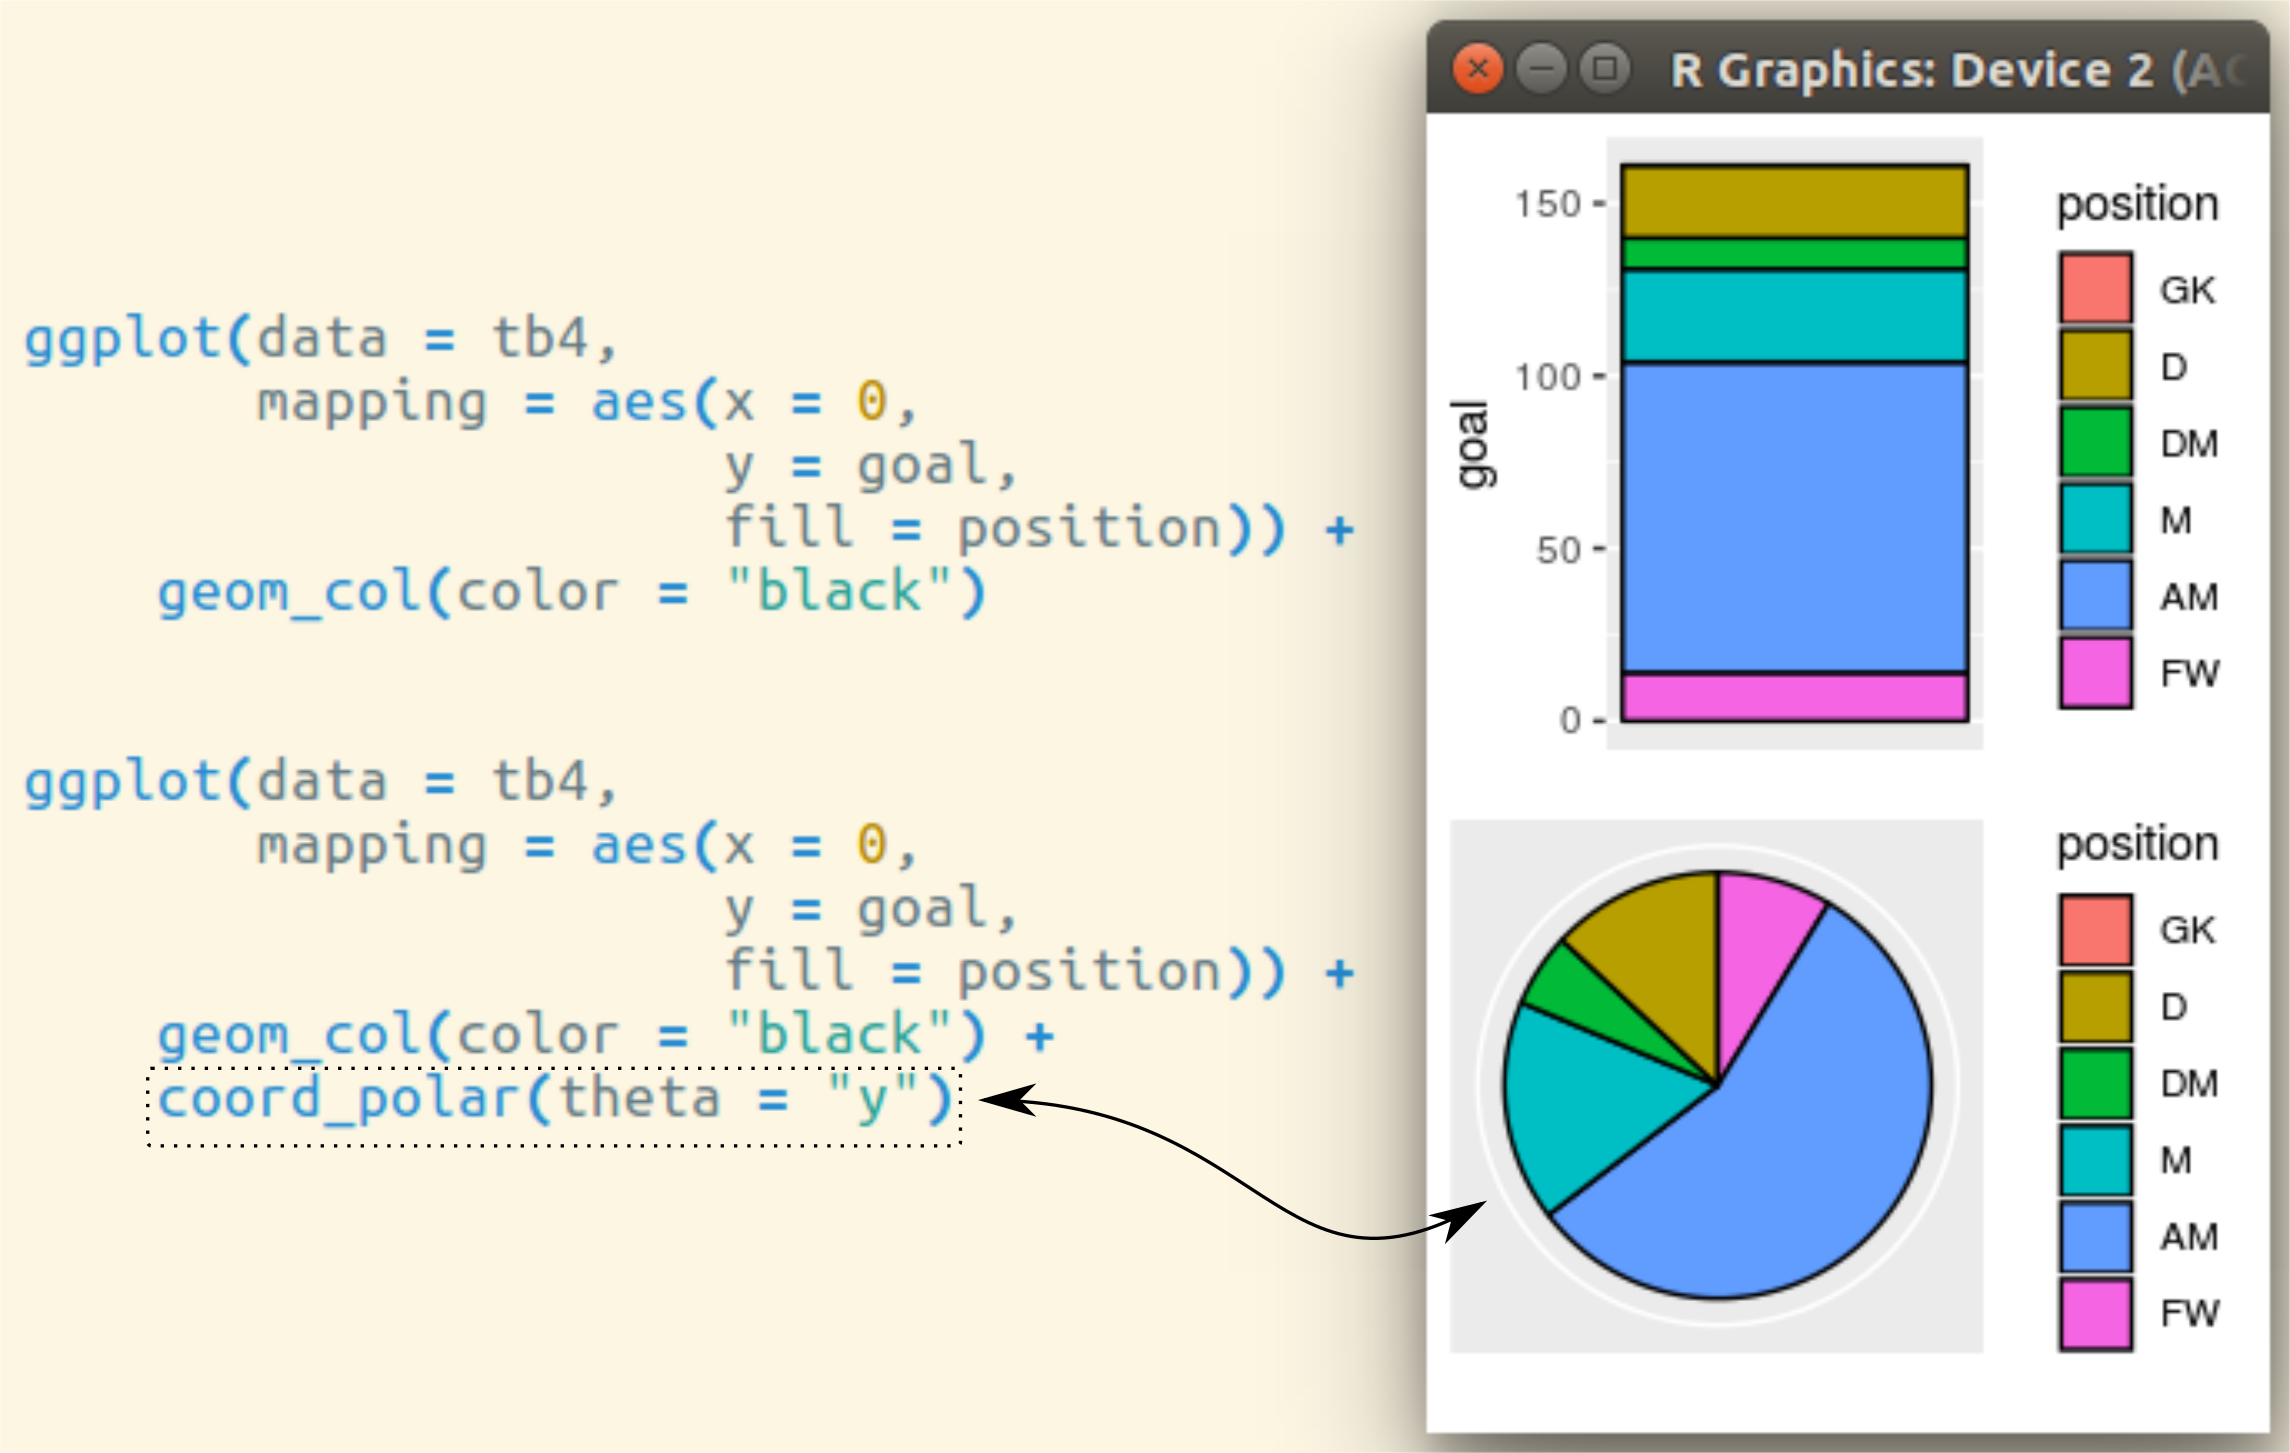 ggplot(data = tb4,
mapping = aes(x = 0,
y = goal,
fill = position)) +
geom_col(color = "black")
ggplot(data = tb4,
mapping = aes(x = 0,
y = goal,
fill = position)) +
geom_col(color = "black") +
coord_polar(theta = "y")
R Graphics: Device 2 (AC
150
100
50
0
goal
position
GK
D
DM
M
AM
FW
position
GK
D
DM
M
AM
FW